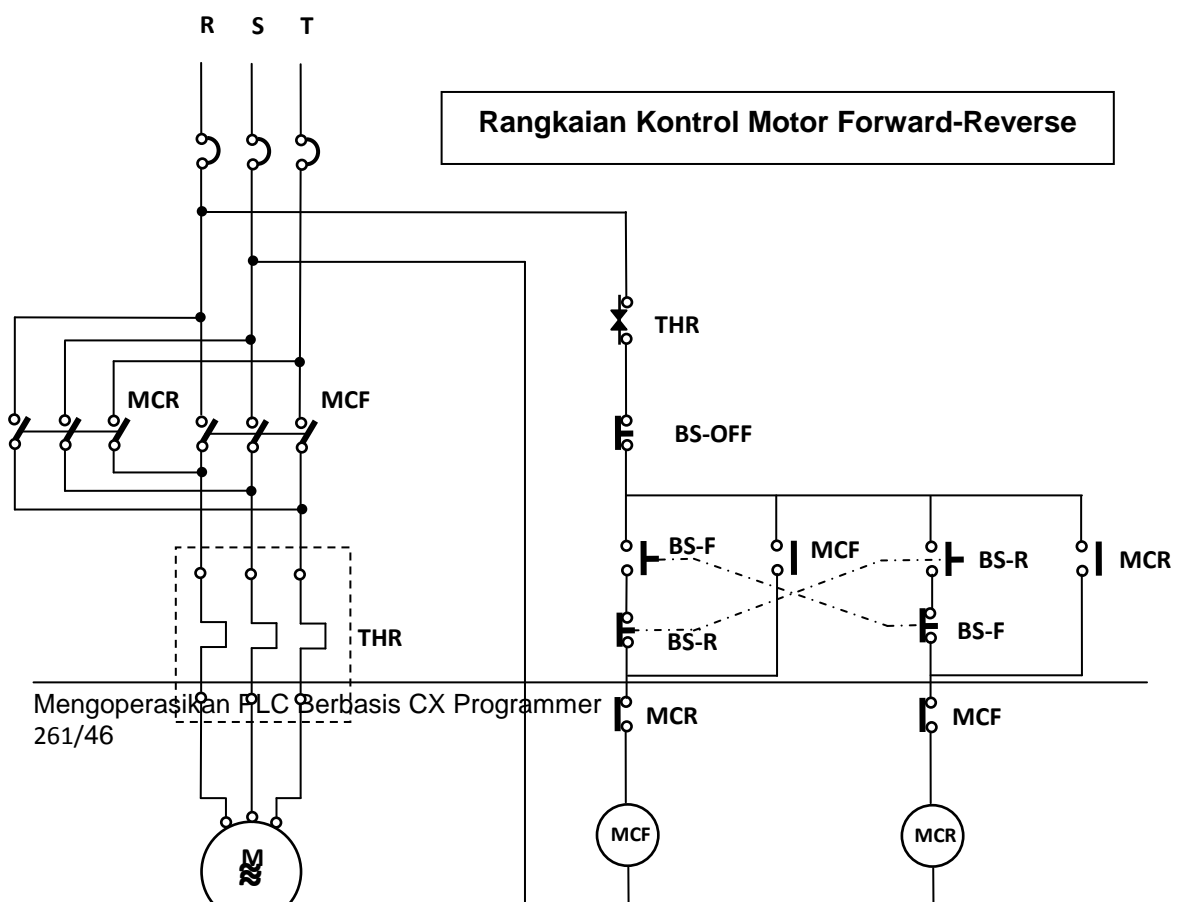 R S T
Rangkaian Kontrol Motor Forward-Reverse
THR
MCR MCF
BS-OFF
BS-F MCF BS-R MCR
BS-R BS-F
THR
Mengoperasikan PLC Berbasis CX Programmer
261/46
MCR MCF
MCF MCR
M